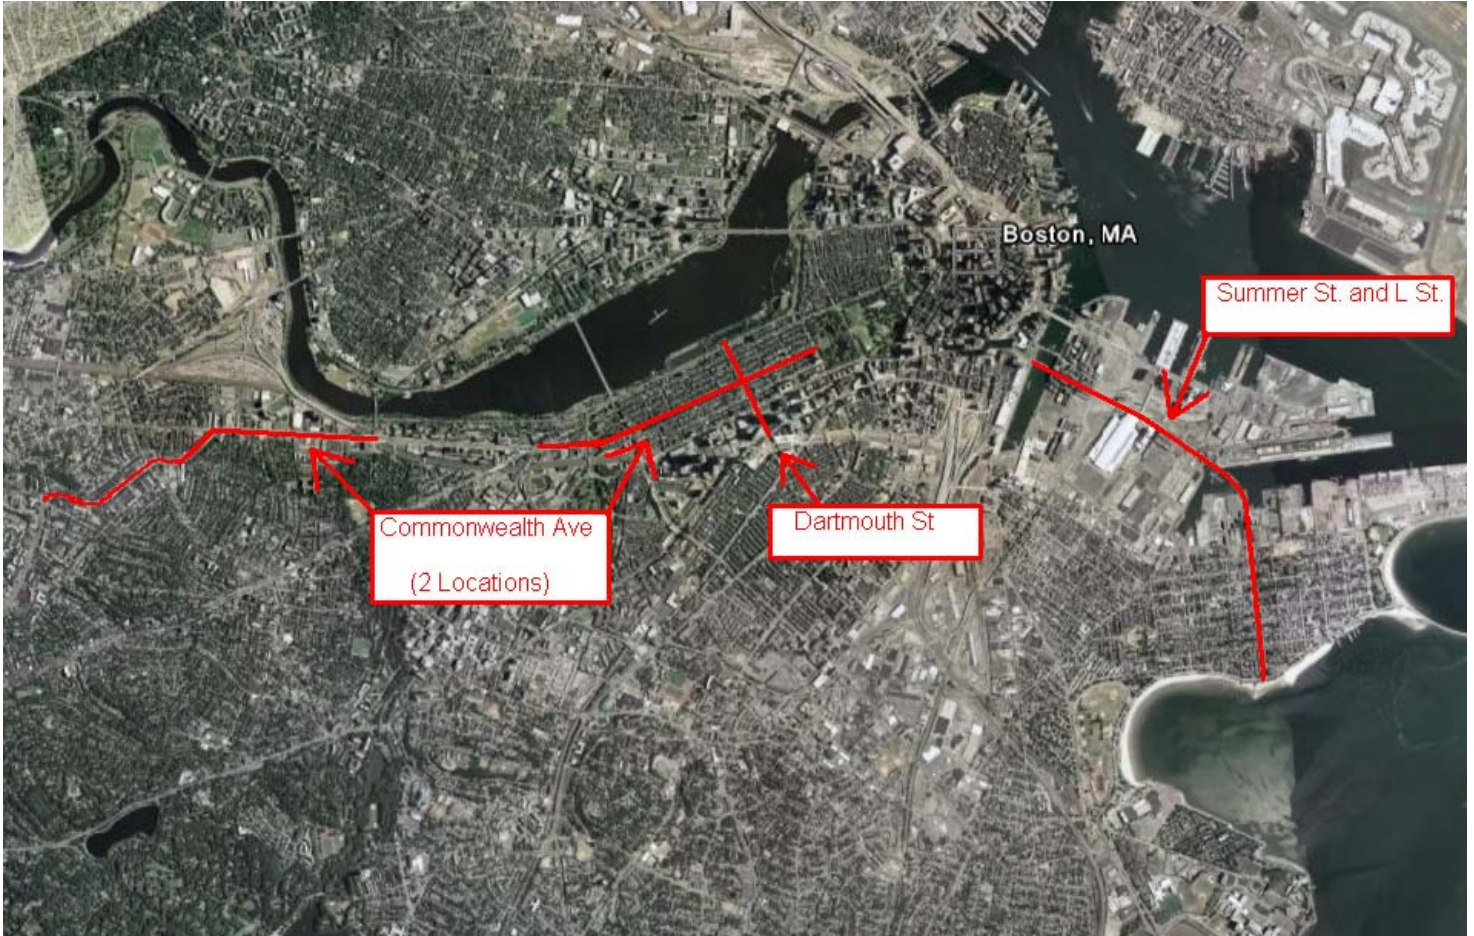 Boston, MA
Summer St. and L St.
Commonwealth Ave
(2 Locations)
Dartmouth St